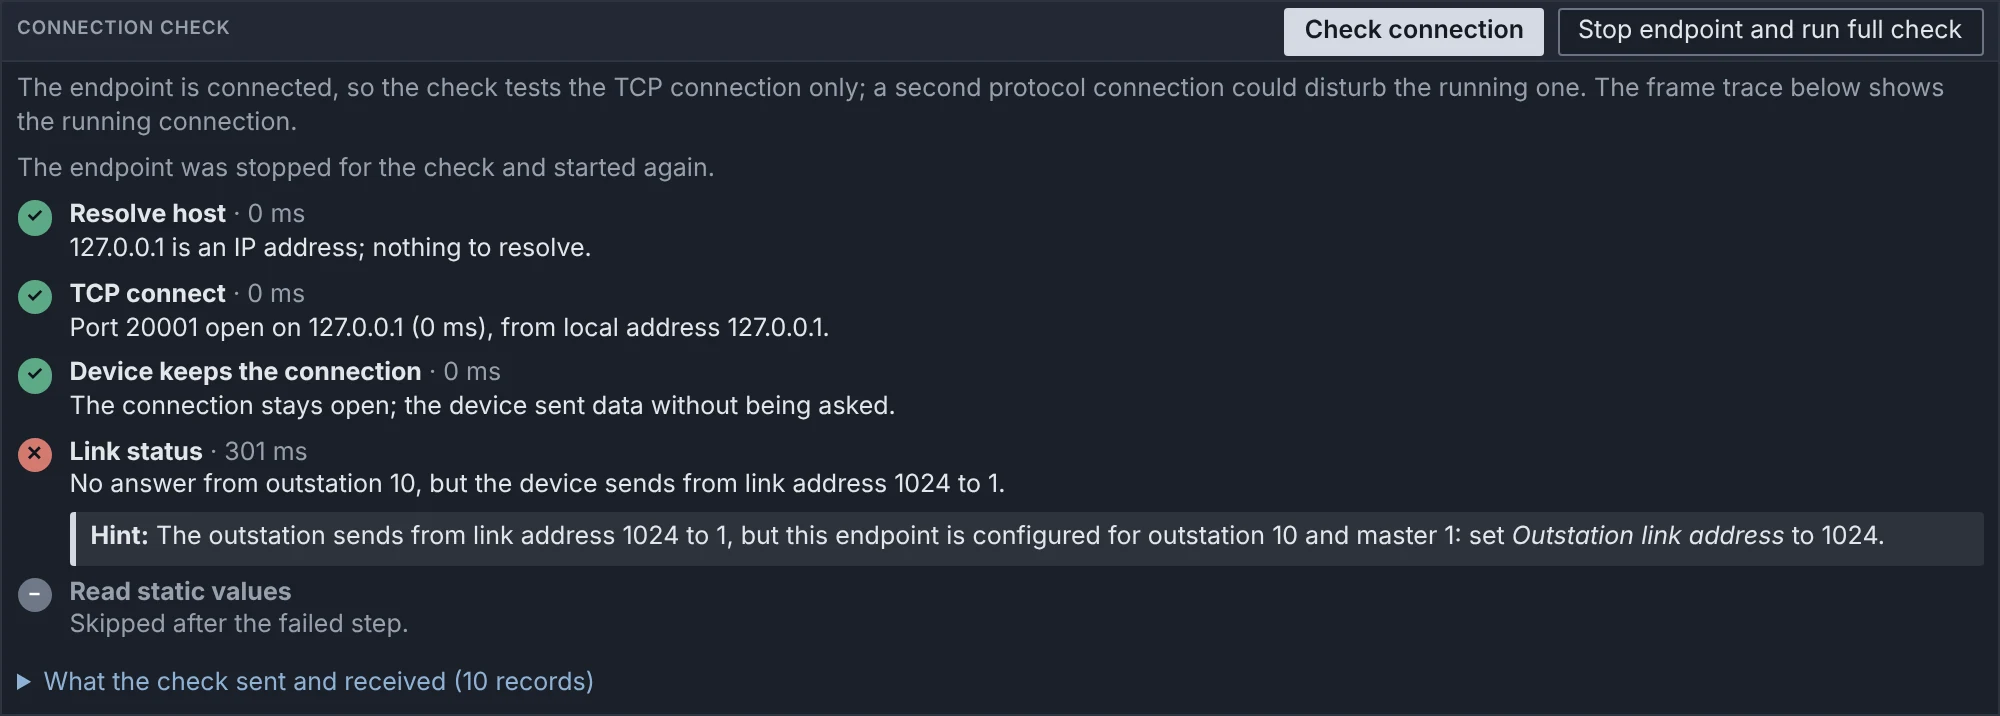 CONNECTION CHECK
Check connection
Stop endpoint and run full check
The endpoint is connected, so the check tests the TCP connection only; a second protocol connection could disturb the running one. The frame trace below shows
the running connection.
The endpoint was stopped for the check and started again.
Resolve host · 0 ms
127.0.0.1 is an IP address; nothing to resolve.
TCP connect · 0 ms
Port 20001 open on 127.0.0.1 (0 ms), from local address 127.0.0.1.
Device keeps the connection · 0 ms
The connection stays open; the device sent data without being asked.
Link status · 301 ms
No answer from outstation 10, but the device sends from link address 1024 to 1.
Hint: The outstation sends from link address 1024 to 1, but this endpoint is configured for outstation 10 and master 1: set Outstation link address to 1024.
Read static values
Skipped after the failed step.
What the check sent and received (10 records)